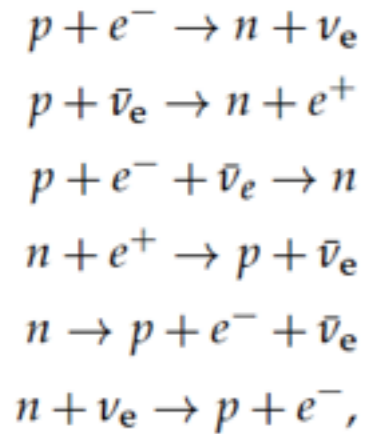 p + e⁻ → n + νₑ
p + ν̄ₑ → n + e⁺
p + e⁻ + ν̄ₑ → n
n + e⁺ → p + ν̄ₑ
n → p + e⁻ + ν̄ₑ
n + νₑ → p + e⁻,